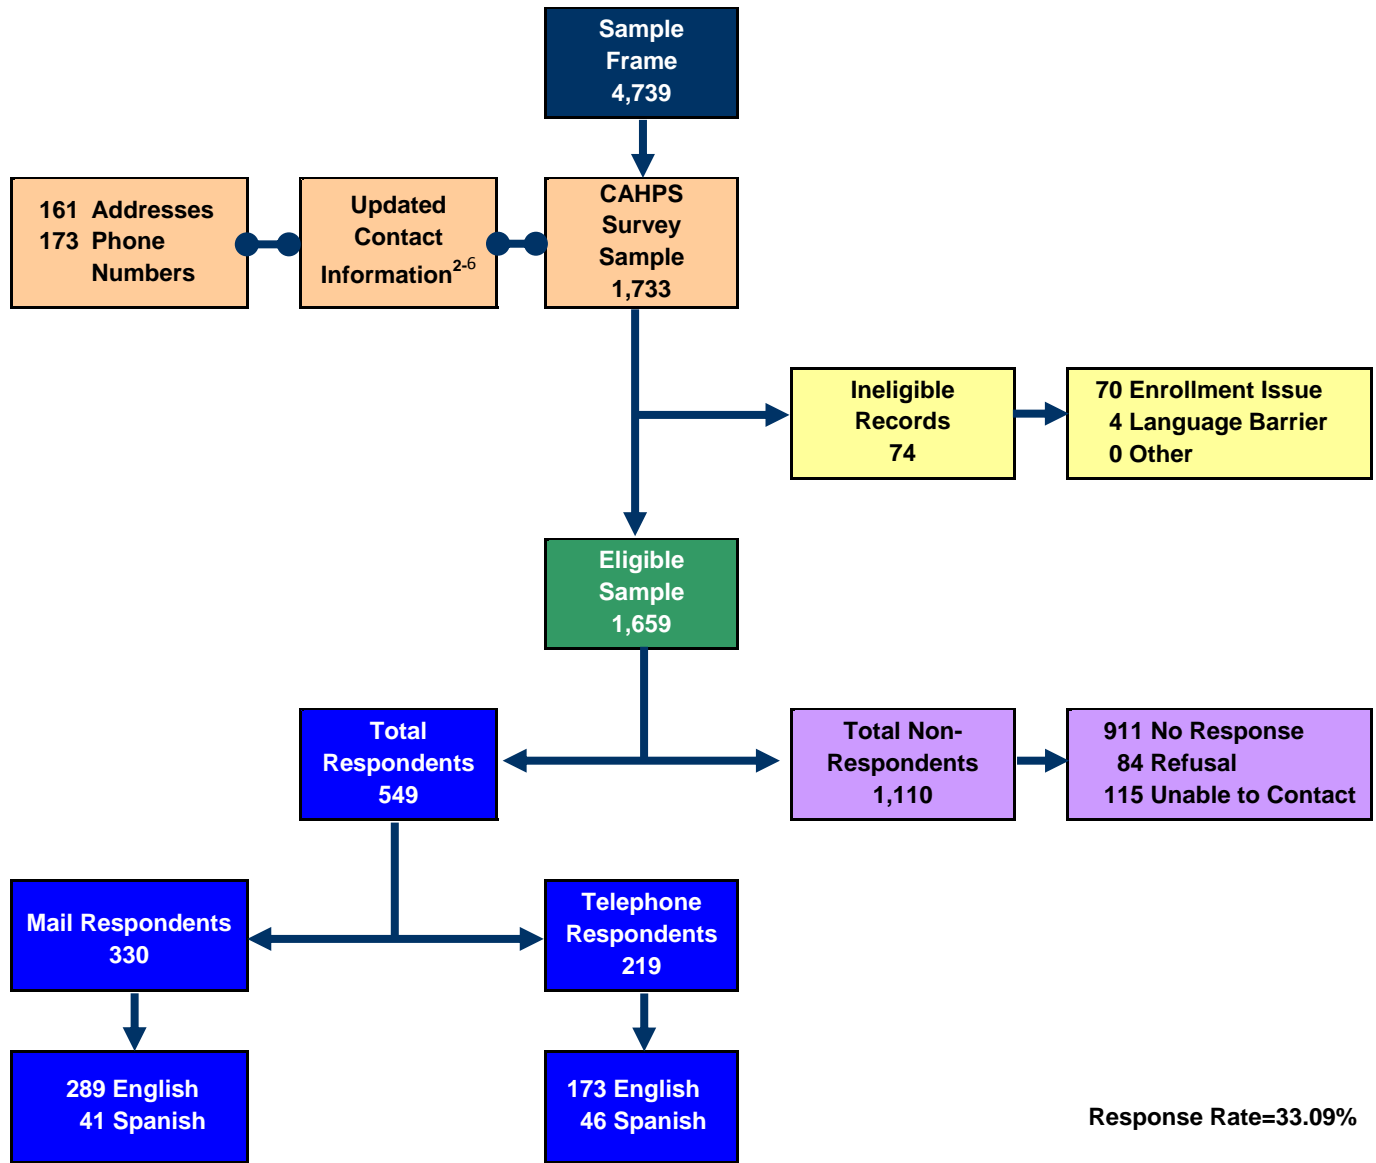 Sample
Frame
4,739
161 Addresses
173 Phone
Numbers
Updated
Contact
Information2-6
CAHPS
Survey
Sample
1,733
Ineligible
Records
74
70 Enrollment Issue
4 Language Barrier
0 Other
Eligible
Sample
1,659
Total
Respondents
549
Total Non-
Respondents
1,110
911 No Response
84 Refusal
115 Unable to Contact
Mail Respondents
330
Telephone
Respondents
219
289 English
41 Spanish
173 English
46 Spanish
Response Rate=33.09%